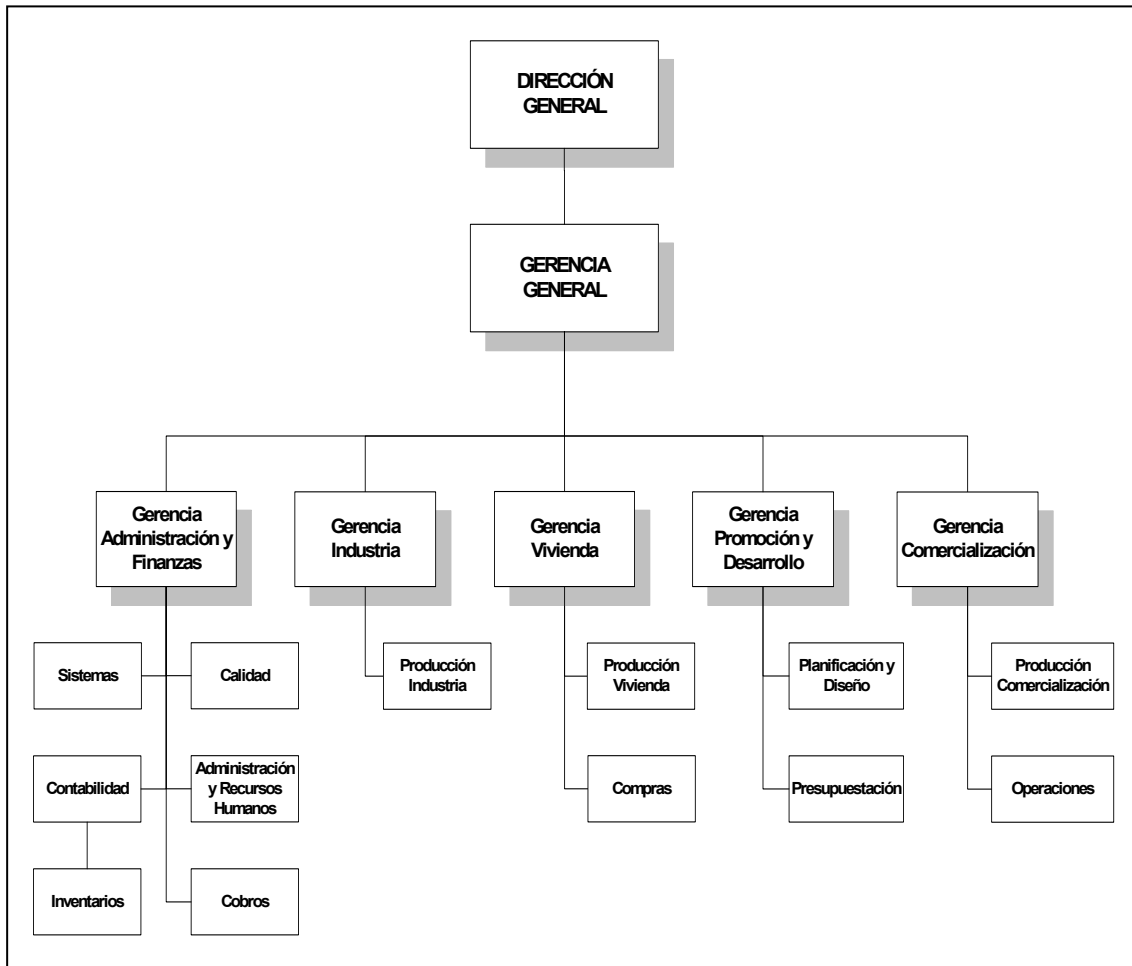 DIRECCIÓN
GENERAL
GERENCIA
GENERAL
Gerencia
Administración y
Finanzas
Gerencia
Industria
Gerencia
Vivienda
Gerencia
Promoción y
Desarrollo
Gerencia
Comercialización
Sistemas
Calidad
Producción
Industria
Producción
Vivienda
Planificación y
Diseño
Producción
Comercialización
Contabilidad
Administración
y Recursos
Humanos
Compras
Presupuestación
Operaciones
Inventarios
Cobros